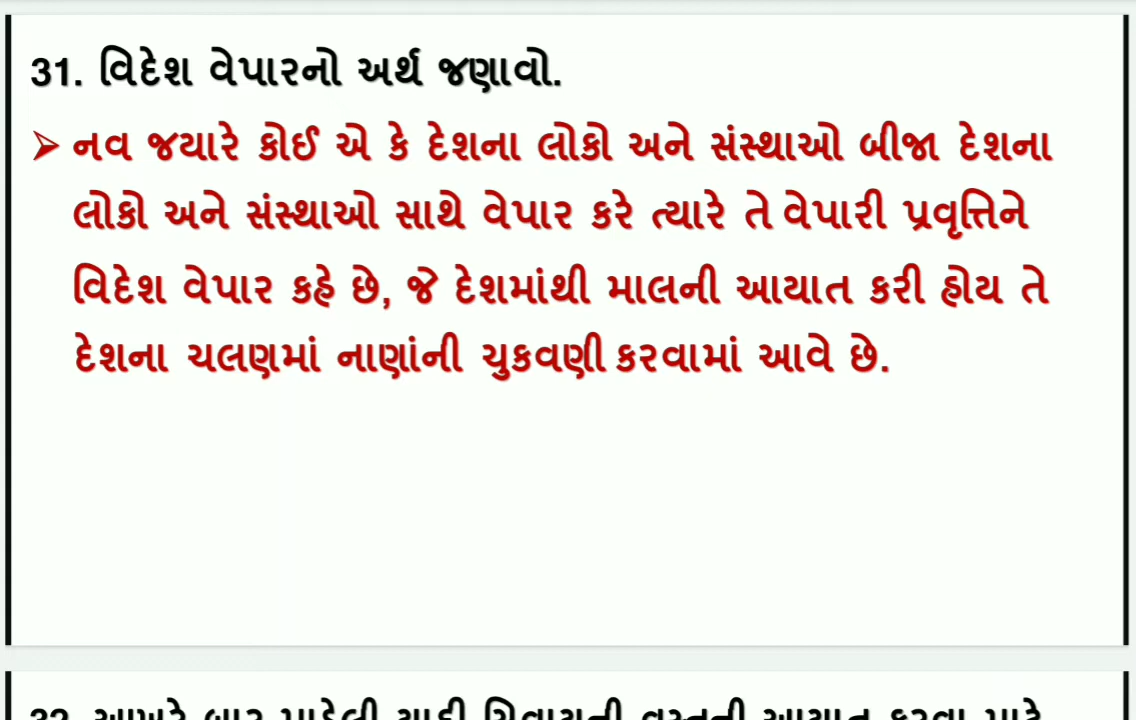 31. વિદેશ વેપારનો અર્થ જણાવો.
➢ નવ જયારે કોઈ એ કે દેશના લોકો અને સંસ્થાઓ બીજા દેશના
લોકો અને સંસ્થાઓ સાથે વેપાર કરે ત્યારે તે વેપારી પ્રવૃત્તિને
વિદેશ વેપાર કહે છે, જે દેશમાંથી માલની આયાત કરી હોય તે
દેશના ચલણમાં નાણાંની ચુકવણી કરવામાં આવે છે.